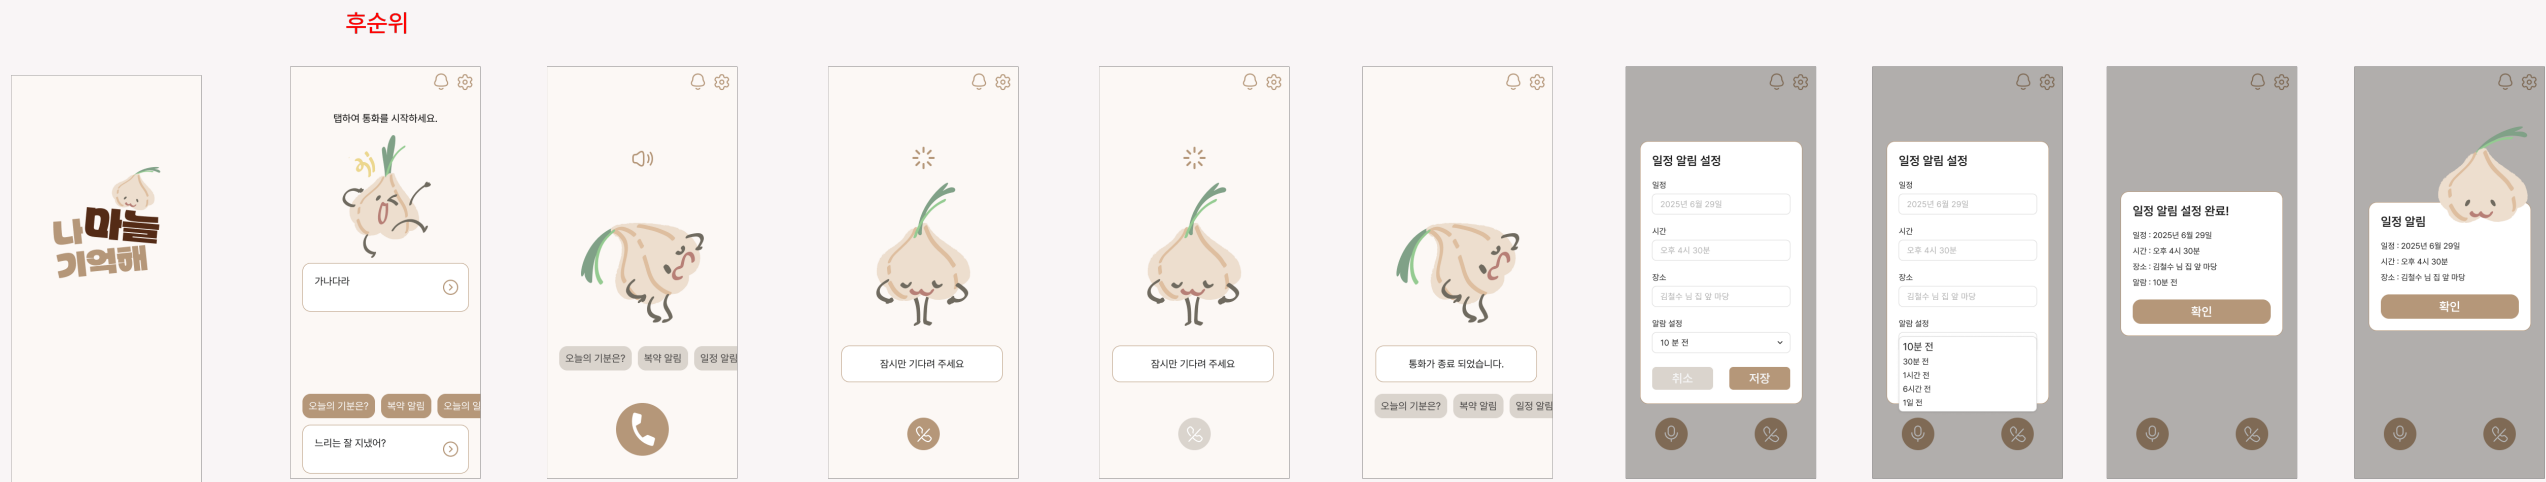 후순위
나 마늘
기억해
탭하여 통화를 시작하세요.
가나다라
오늘의 기분은?
복약 알림
오늘의 일
느리는 잘 지냈어?
오늘의 기분은?
복약 알림
일정 알림
잠시만 기다려 주세요
잠시만 기다려 주세요
통화가 종료 되었습니다.
오늘의 기분은?
복약 알림
일정 알림
일정 알림 설정
일정
2025년 6월 29일
시간
오후 4시 30분
장소
김철수 님 집 앞 마당
알람 설정
10 분 전
취소
저장
일정 알림 설정
일정
2025년 6월 29일
시간
오후 4시 30분
장소
김철수 님 집 앞 마당
알람 설정
10분 전
30분 전
1시간 전
6시간 전
1일 전
일정 알림 설정 완료!
일정 : 2025년 6월 29일
시간 : 오후 4시 30분
장소 : 김철수 님 집 앞 마당
알람 : 10분 전
확인
일정 알림
일정 : 2025년 6월 29일
시간 : 오후 4시 30분
장소 : 김철수 님 집 앞 마당
확인